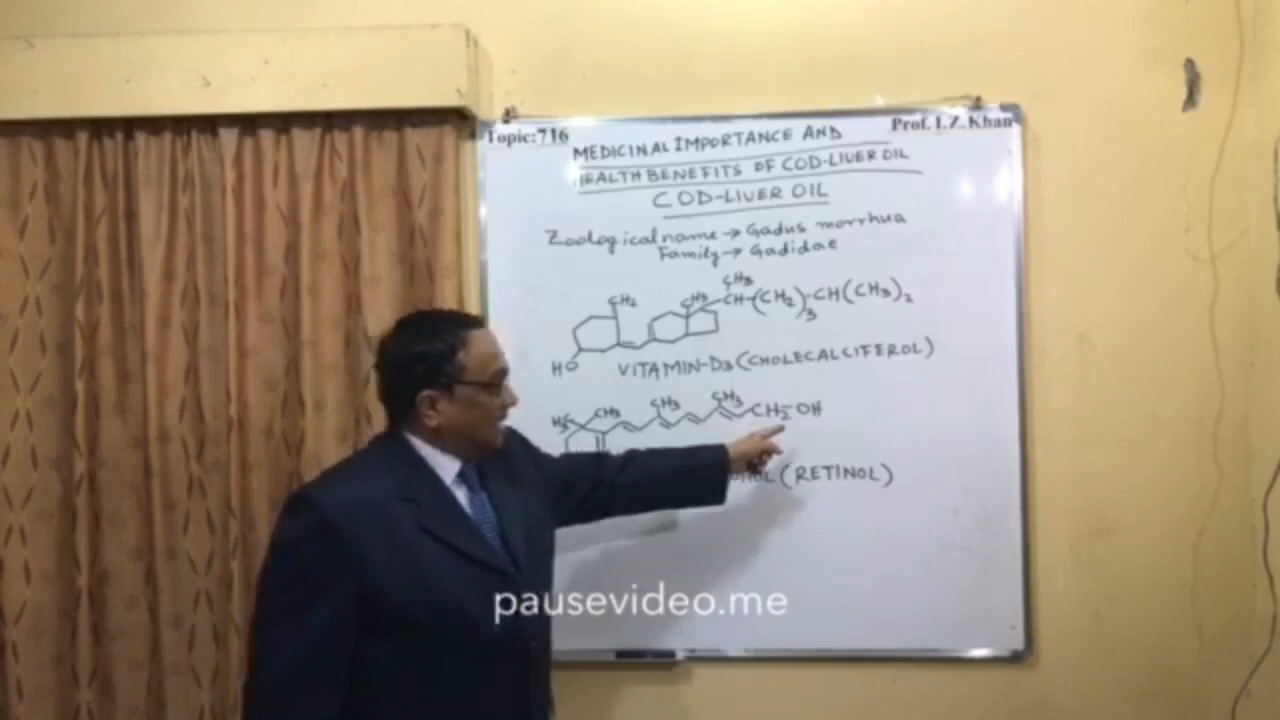 Topic:716
Prof. I.Z. Khan
MEDICINAL IMPORTANCE AND
HEALTH BENEFITS OF COD-LIVER OIL
COD-LIVER OIL
Zoological name → Gadus morrhua
Family → Gadidae
CH3
CH2 CH3 CH-(CH2)3-CH(CH3)2
HO
VITAMIN-D3 (CHOLECALCIFEROL)
H3C CH3 CH3 CH3 CH2-OH
(RETINOL)
pausevideo.me